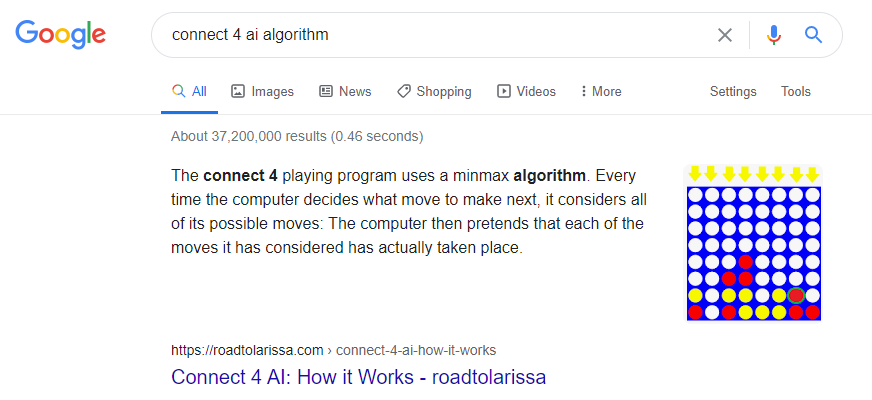 Google
connect 4 ai algorithm
All Images News Shopping Videos More Settings Tools
About 37,200,000 results (0.46 seconds)
The connect 4 playing program uses a minmax algorithm. Every
time the computer decides what move to make next, it considers all
of its possible moves: The computer then pretends that each of the
moves it has considered has actually taken place.
https://roadtolarissa.com › connect-4-ai-how-it-works
Connect 4 AI: How it Works - roadtolarissa